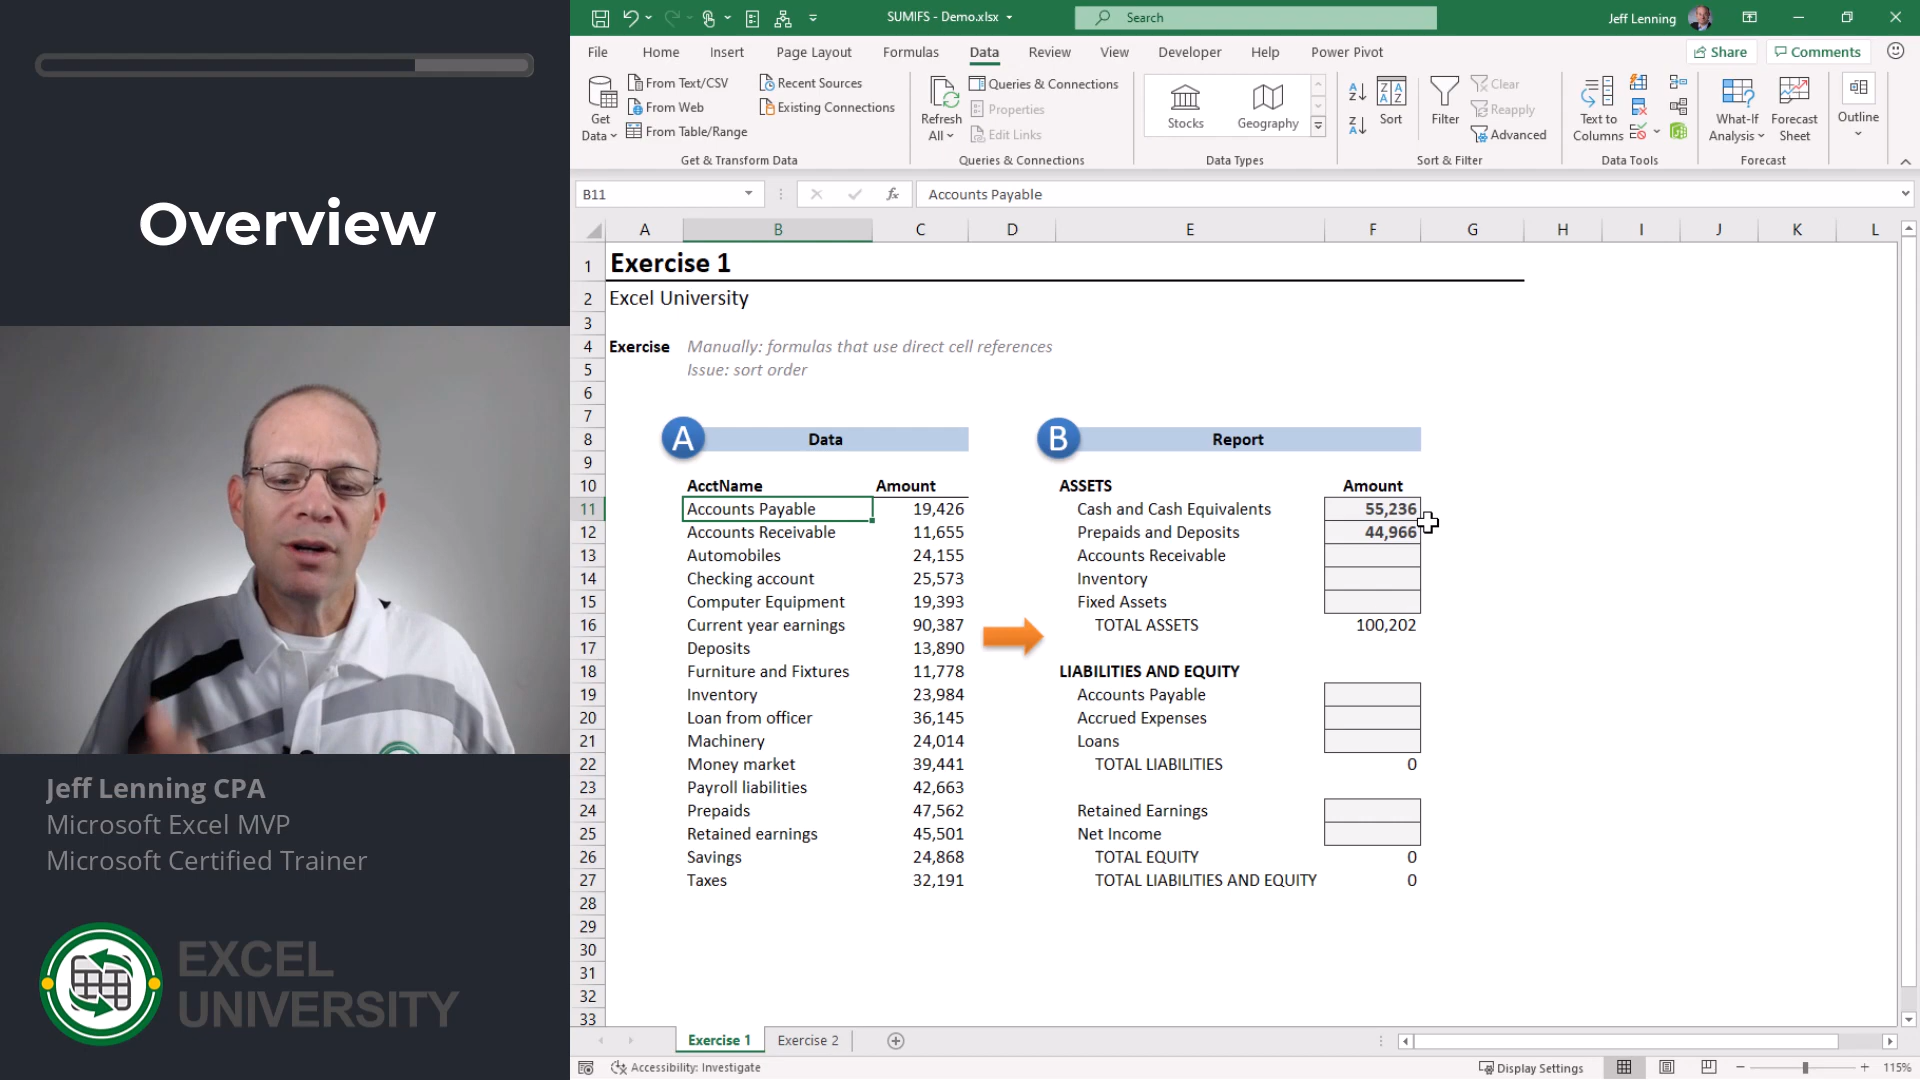 Overview
Jeff Lenning CPA
Microsoft Excel MVP
Microsoft Certified Trainer
EXCEL
UNIVERSITY
SUMIFS - Demo.xlsx
Search
Jeff Lenning
File Home Insert Page Layout Formulas Data Review View Developer Help Power Pivot
Share Comments
Get Data
From Text/CSV
From Web
From Table/Range
Recent Sources
Existing Connections
Get & Transform Data
Refresh All
Queries & Connections
Properties
Edit Links
Queries & Connections
Stocks Geography
Data Types
Sort
Filter
Clear
Reapply
Advanced
Sort & Filter
Text to Columns
Data Tools
What-If Analysis
Forecast Sheet
Forecast
Outline
B11 fx Accounts Payable
A B C D E F G H I J K L
1 Exercise 1
2 Excel University
3
4 Exercise Manually: formulas that use direct cell references
5 Issue: sort order
6
7
8 A Data B Report
9
10 AcctName Amount ASSETS Amount
11 Accounts Payable 19,426 Cash and Cash Equivalents 55,236
12 Accounts Receivable 11,655 Prepaids and Deposits 44,966
13 Automobiles 24,155 Accounts Receivable
14 Checking account 25,573 Inventory
15 Computer Equipment 19,393 Fixed Assets
16 Current year earnings 90,387 TOTAL ASSETS 100,202
17 Deposits 13,890
18 Furniture and Fixtures 11,778 LIABILITIES AND EQUITY
19 Inventory 23,984 Accounts Payable
20 Loan from officer 36,145 Accrued Expenses
21 Machinery 24,014 Loans
22 Money market 39,441 TOTAL LIABILITIES 0
23 Payroll liabilities 42,663
24 Prepaids 47,562 Retained Earnings
25 Retained earnings 45,501 Net Income
26 Savings 24,868 TOTAL EQUITY 0
27 Taxes 32,191 TOTAL LIABILITIES AND EQUITY 0
28
29
30
31
32
33
Exercise 1 Exercise 2
Accessibility: Investigate
Display Settings
115%